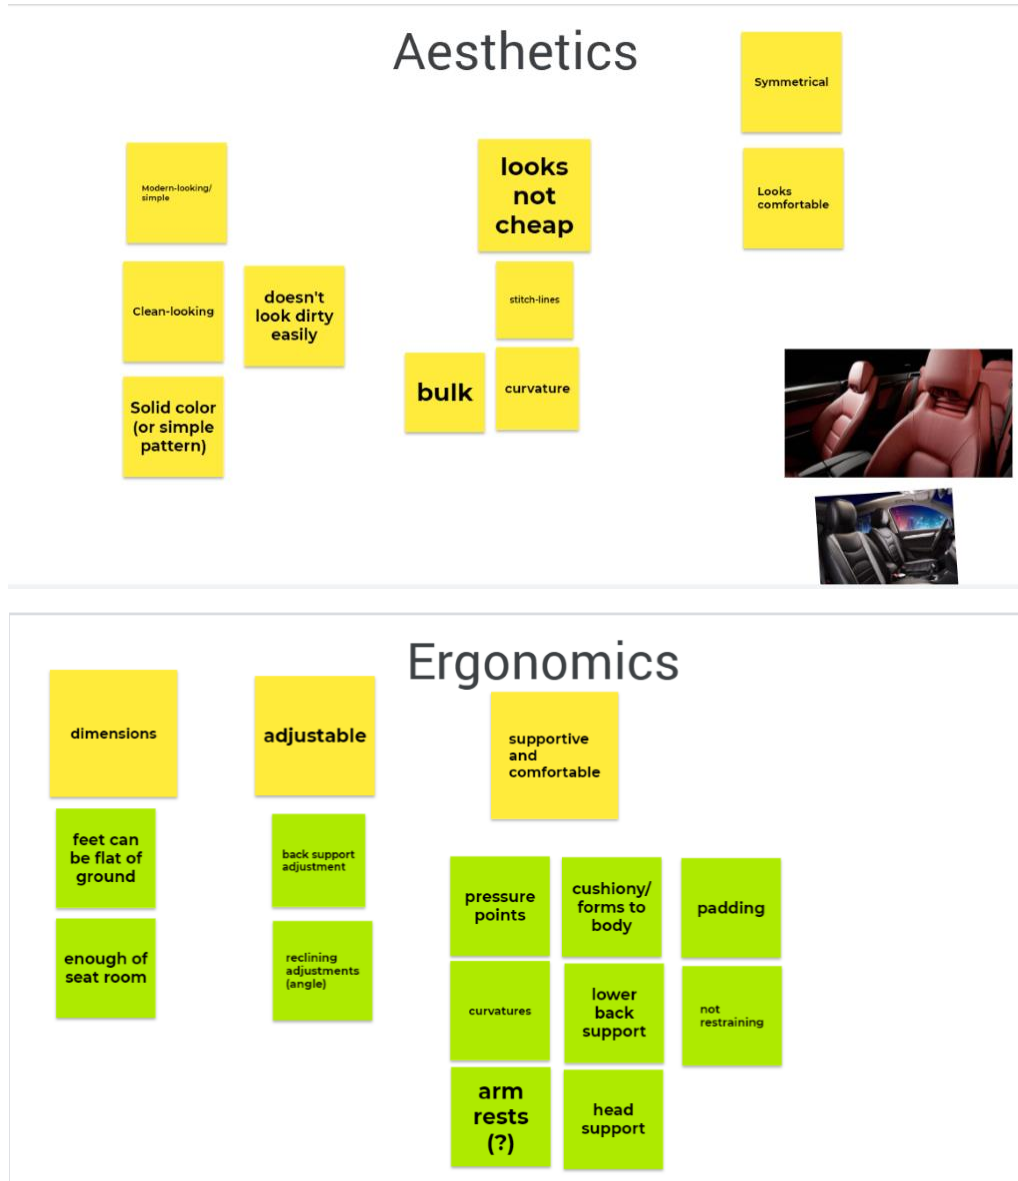 Aesthetics
Symmetrical
Modern-looking/
simple
looks
not
cheap
Looks
comfortable
Clean-looking
doesn't
look dirty
easily
stitch-lines
Solid color
(or simple
pattern)
bulk
curvature
Ergonomics
dimensions
adjustable
supportive
and
comfortable
feet can
be flat of
ground
back support
adjustment
enough of
seat room
reclining
adjustments
(angle)
pressure
points
cushiony/
forms to
body
padding
curvatures
lower
back
support
not
restraining
arm
rests
(?)
head
support